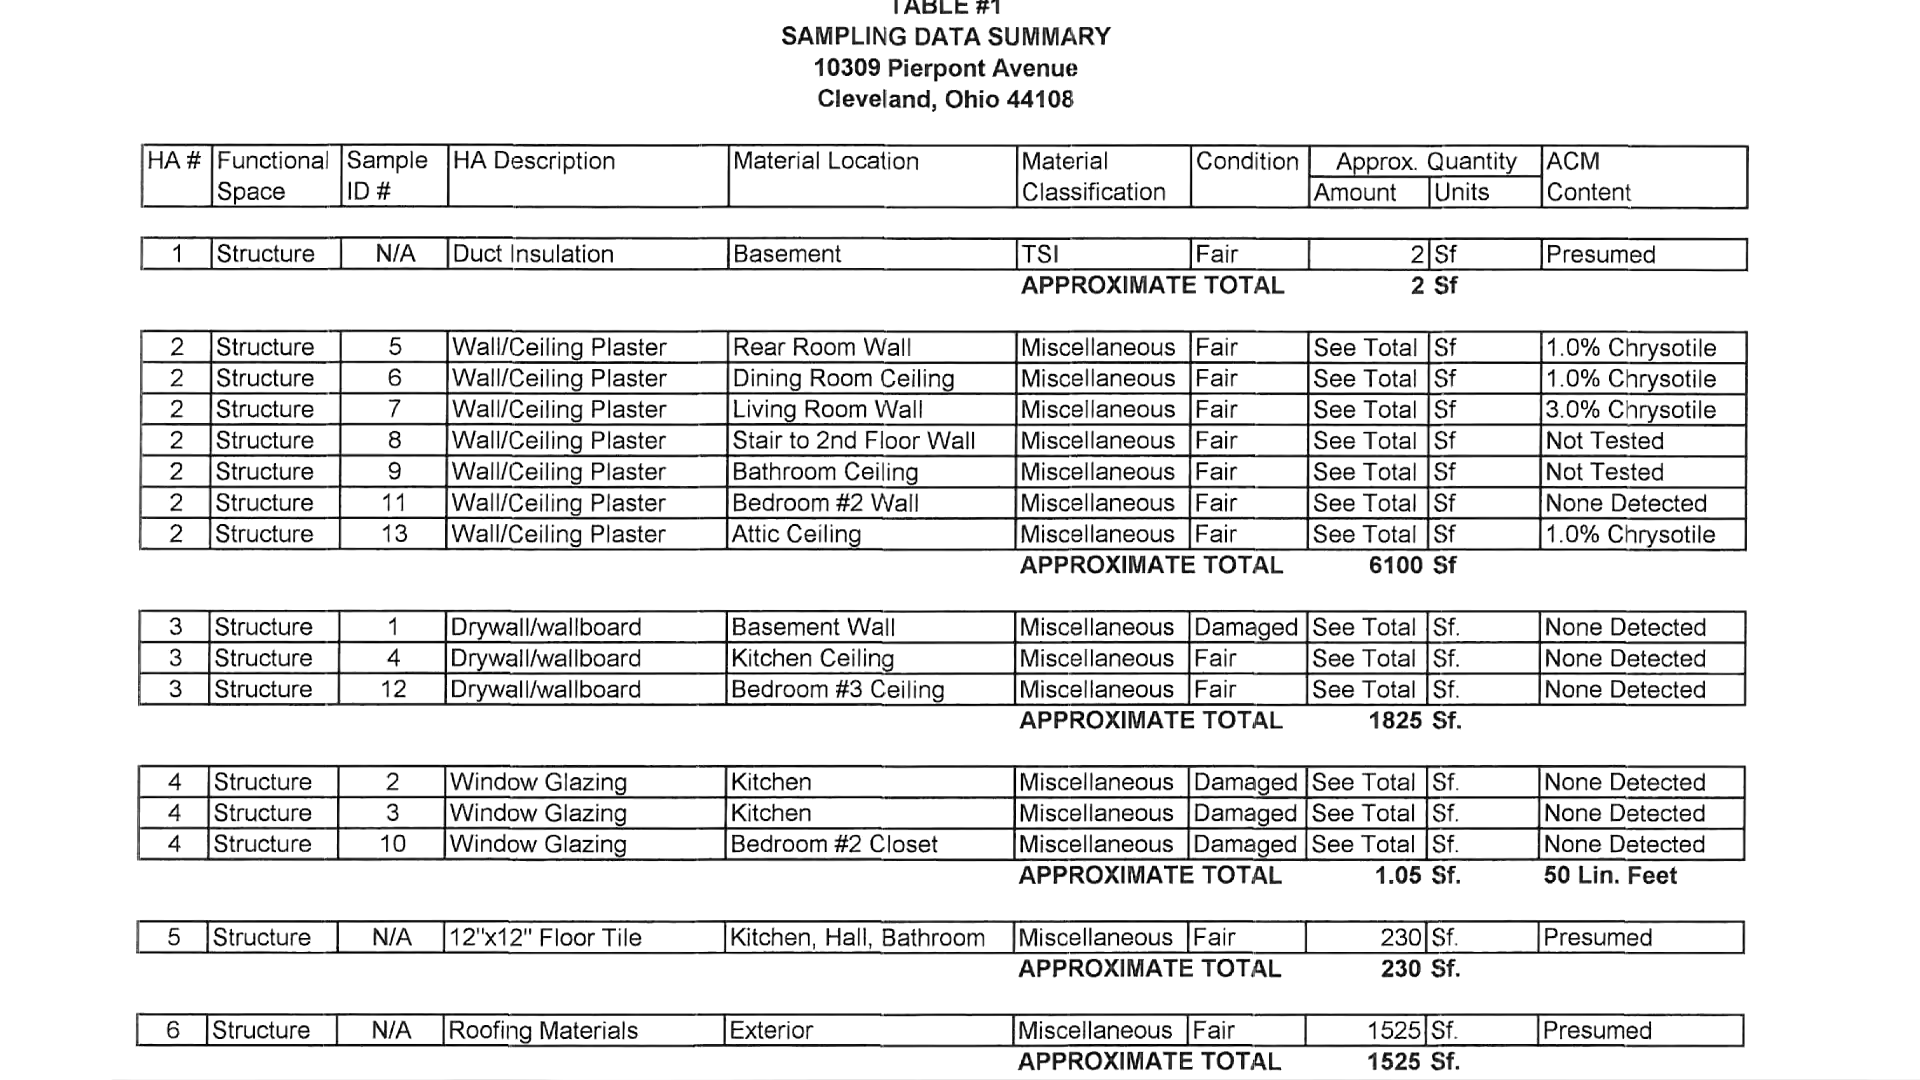 TABLE #1
SAMPLING DATA SUMMARY
10309 Pierpont Avenue
Cleveland, Ohio 44108
HA # Functional Space Sample ID # HA Description Material Location Material Classification Condition Approx. Quantity Amount Units ACM Content
1 Structure N/A Duct Insulation Basement TSI Fair 2 Sf Presumed
APPROXIMATE TOTAL 2 Sf
2 Structure 5 Wall/Ceiling Plaster Rear Room Wall Miscellaneous Fair See Total Sf 1.0% Chrysotile
2 Structure 6 Wall/Ceiling Plaster Dining Room Ceiling Miscellaneous Fair See Total Sf 1.0% Chrysotile
2 Structure 7 Wall/Ceiling Plaster Living Room Wall Miscellaneous Fair See Total Sf 3.0% Chrysotile
2 Structure 8 Wall/Ceiling Plaster Stair to 2nd Floor Wall Miscellaneous Fair See Total Sf Not Tested
2 Structure 9 Wall/Ceiling Plaster Bathroom Ceiling Miscellaneous Fair See Total Sf Not Tested
2 Structure 11 Wall/Ceiling Plaster Bedroom #2 Wall Miscellaneous Fair See Total Sf None Detected
2 Structure 13 Wall/Ceiling Plaster Attic Ceiling Miscellaneous Fair See Total Sf 1.0% Chrysotile
APPROXIMATE TOTAL 6100 Sf
3 Structure 1 Drywall/wallboard Basement Wall Miscellaneous Damaged See Total Sf. None Detected
3 Structure 4 Drywall/wallboard Kitchen Ceiling Miscellaneous Fair See Total Sf. None Detected
3 Structure 12 Drywall/wallboard Bedroom #3 Ceiling Miscellaneous Fair See Total Sf. None Detected
APPROXIMATE TOTAL 1825 Sf.
4 Structure 2 Window Glazing Kitchen Miscellaneous Damaged See Total Sf. None Detected
4 Structure 3 Window Glazing Kitchen Miscellaneous Damaged See Total Sf. None Detected
4 Structure 10 Window Glazing Bedroom #2 Closet Miscellaneous Damaged See Total Sf. None Detected
APPROXIMATE TOTAL 1.05 Sf. 50 Lin. Feet
5 Structure N/A 12"x12" Floor Tile Kitchen, Hall, Bathroom Miscellaneous Fair 230 Sf. Presumed
APPROXIMATE TOTAL 230 Sf.
6 Structure N/A Roofing Materials Exterior Miscellaneous Fair 1525 Sf. Presumed
APPROXIMATE TOTAL 1525 Sf.